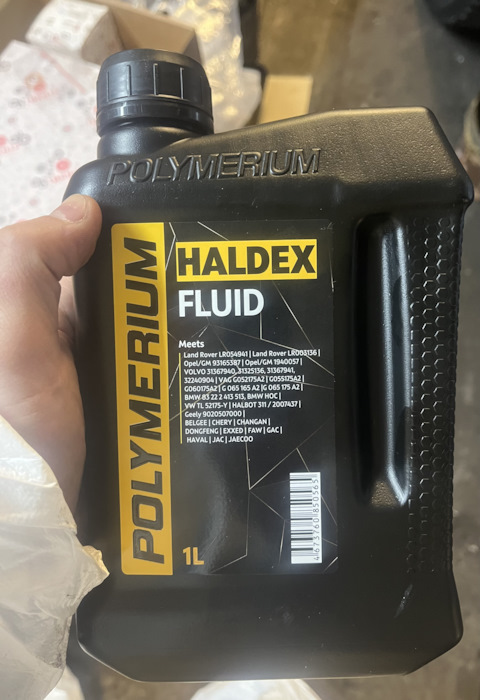 POLYMERIUM
POLYMERIUM
HALDEX
FLUID
Meets
Land Rover LR054941 | Land Rover LR003136 |
Opel/GM 93165387 | Opel/GM 1940057 |
VOLVO 31367940, 31325136, 31367941,
32240904 | VAG G052175A2 | G055175A2 |
G060175A2 | G 065 165 A2 | G 065 175 A2 |
BMW 83 22 2 413 513, BMW HOC |
VW TL 52175-Y | HALBOT 311 / 2007437 |
Geely 9020507000 |
BELGEE | CHERY | CHANGAN |
DONGFENG | EXXED | FAW | GAC |
HAVAL | JAC | JAECOO
1L
4673760850565